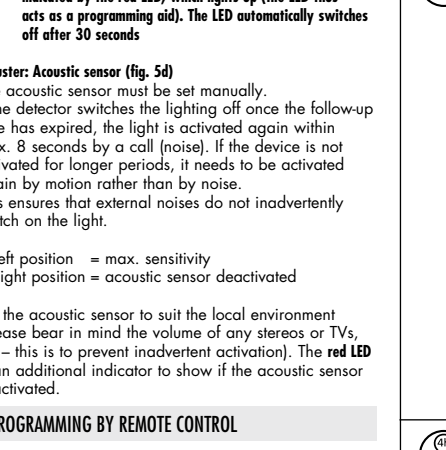 indicated by the red LED, which lights up (the LED thus
acts as a programming aid). The LED automatically switches
off after 30 seconds
uster: Acoustic sensor (fig. 5d)
acoustic sensor must be set manually.
ne detector switches the lighting off once the follow-up
e has expired, the light is activated again within
x. 8 seconds by a call (noise). If the device is not
ivated for longer periods, it needs to be activated
ain by motion rather than by noise.
s ensures that external noises do not inadvertently
tch on the light.
eft position = max. sensitivity
ight position = acoustic sensor deactivated
the acoustic sensor to suit the local environment
ease bear in mind the volume of any stereos or TVs,
– this is to prevent inadvertent activation). The red LED
an additional indicator to show if the acoustic sensor
activated.
ROGRAMMING BY REMOTE CONTROL